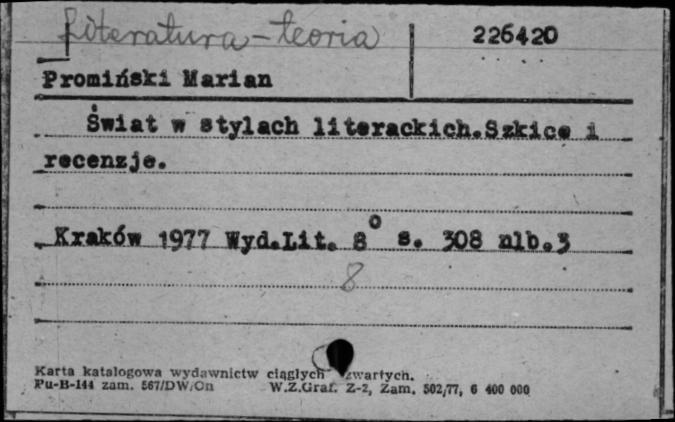 Literatura - teoria 226420
Promiński Marian
Świat w stylach literackich.Szkice i
recenzje.
Kraków 1977 Wyd.Lit. 8° s. 308 nlb.3
8
Karta katalogowa wydawnictw ciągłych zwartych.
Pu-B-144 zam. 567/DW/On W.Z.Graf. Z-2, Zam. 502/77, 6 400 000